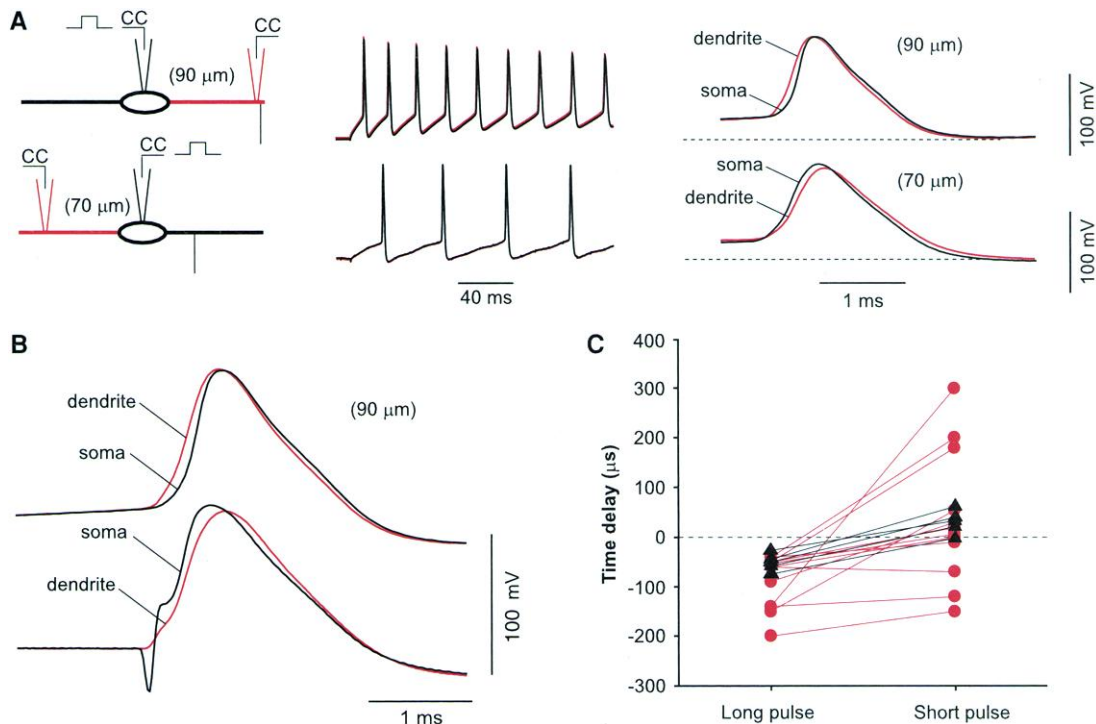 A
CC
CC
(90 µm)
CC
CC
(70 µm)
40 ms
dendrite
soma
(90 µm)
100 mV
soma
dendrite
(70 µm)
100 mV
1 ms
B
dendrite
soma
(90 µm)
soma
dendrite
100 mV
1 ms
C
Time delay (µs)
400
300
200
100
0
-100
-200
-300
Long pulse
Short pulse